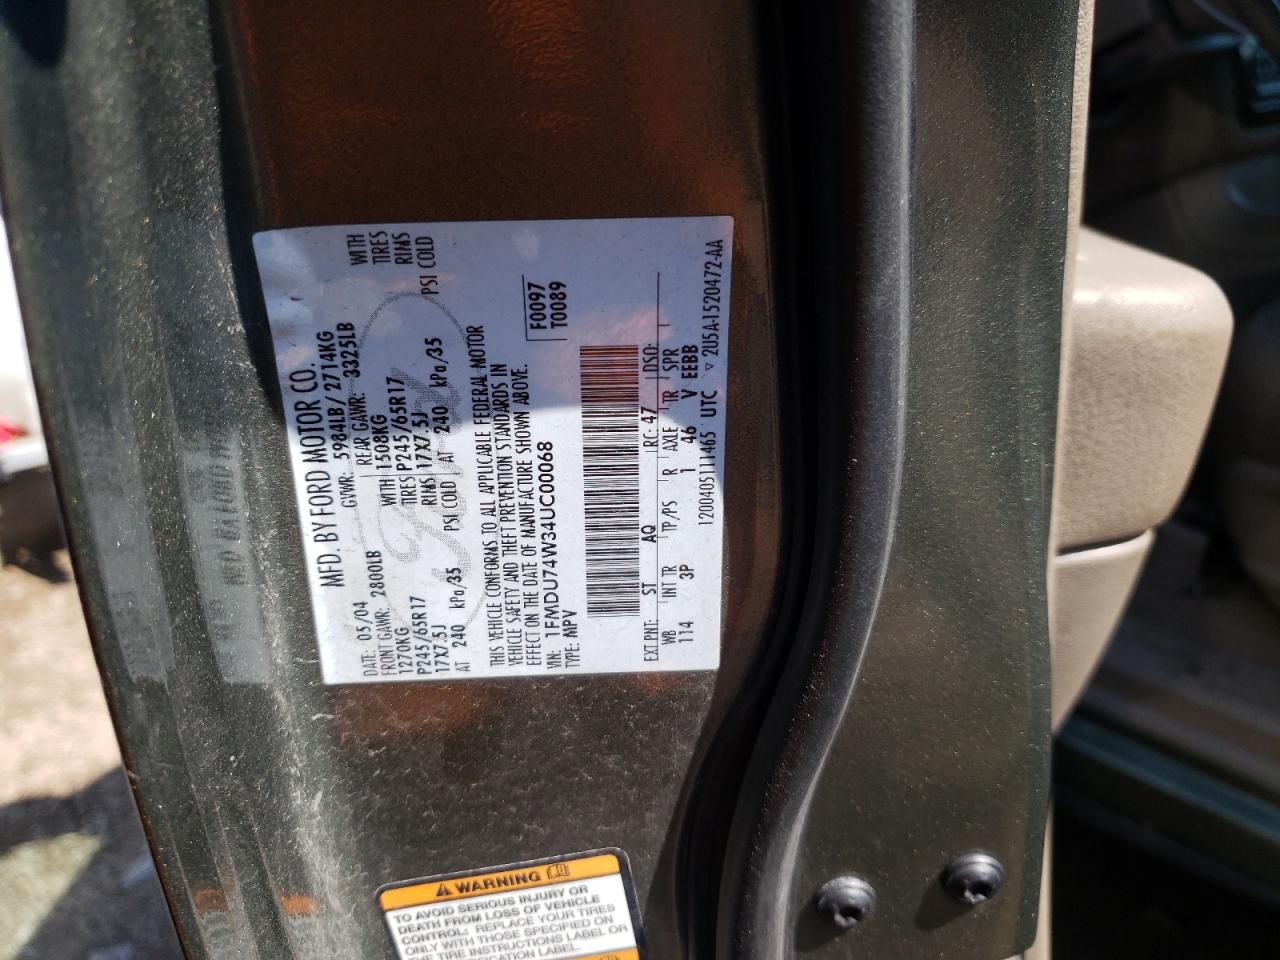 MFD. BY FORD MOTOR CO.
DATE: 05/04 GVWR: 5984LB / 2714KG
FRONT GAWR: 2800LB REAR GAWR: 3325LB
1270KG WITH 1508KG WITH
P245/65R17 TIRES P245/65R17 TIRES
17X7.5J RIMS 17X7.5J RIMS
AT 240 kPa/35 PSI COLD AT 240 kPa/35 PSI COLD
THIS VEHICLE CONFORMS TO ALL APPLICABLE FEDERAL MOTOR
VEHICLE SAFETY AND THEFT PREVENTION STANDARDS IN
EFFECT ON THE DATE OF MANUFACTURE SHOWN ABOVE.
VIN: 1FMDU74W34UC00068 F0097
TYPE: MPV T0089
EXT.PNT: ST AQ RC: 47 DSO:
WB INT TR TP/PS R AXLE TR SPR
114 3P 1 46 V EEBB
12004051 11465 UTC ▽ 2U5A-1520472-AA
WARNING
TO AVOID SERIOUS INJURY OR
DEATH FROM LOSS OF VEHICLE
CONTROL: REPLACE YOUR TIRES
ONLY WITH THOSE SPECIFIED ON
THE TIRE INSTRUCTIONS LABEL OR
LABEL.